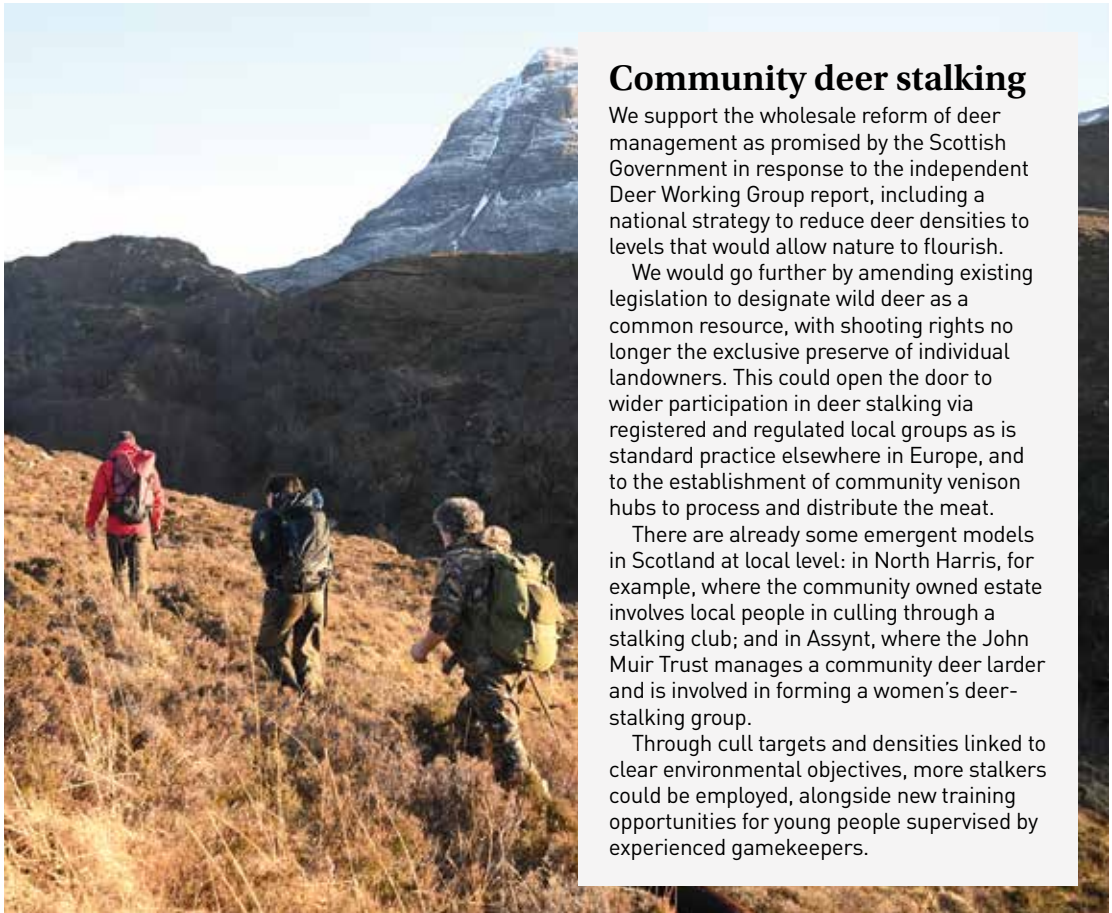 Community deer stalking
We support the wholesale reform of deer
management as promised by the Scottish
Government in response to the independent
Deer Working Group report, including a
national strategy to reduce deer densities to
levels that would allow nature to flourish.
We would go further by amending existing
legislation to designate wild deer as a
common resource, with shooting rights no
longer the exclusive preserve of individual
landowners. This could open the door to
wider participation in deer stalking via
registered and regulated local groups as is
standard practice elsewhere in Europe, and
to the establishment of community venison
hubs to process and distribute the meat.
There are already some emergent models
in Scotland at local level: in North Harris, for
example, where the community owned estate
involves local people in culling through a
stalking club; and in Assynt, where the John
Muir Trust manages a community deer larder
and is involved in forming a women’s deer-
stalking group.
Through cull targets and densities linked to
clear environmental objectives, more stalkers
could be employed, alongside new training
opportunities for young people supervised by
experienced gamekeepers.